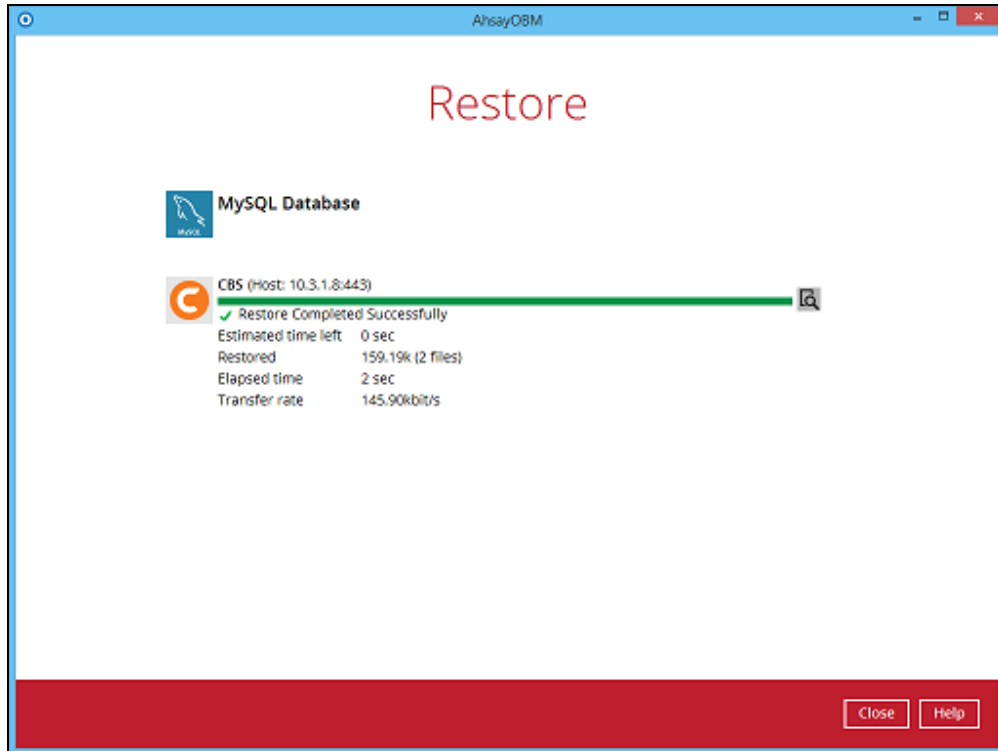 AhsayOBM
Restore
MySQL Database
MySQL
CBS (Host: 10.3.1.8:443)
Restore Completed Successfully
Estimated time left 0 sec
Restored 159.19k (2 files)
Elapsed time 2 sec
Transfer rate 145.90kbit/s
Close Help